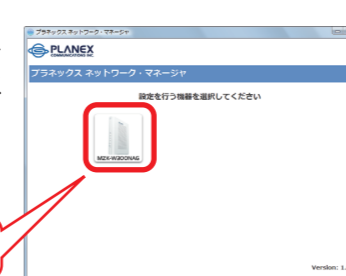 プラネックス ネットワーク・マネージャ
PLANEX
COMMUNICATIONS INC.
プラネックス ネットワーク・マネージャ
設定を行う機器を選択してください
MZK-W300NAG
Version: 1.